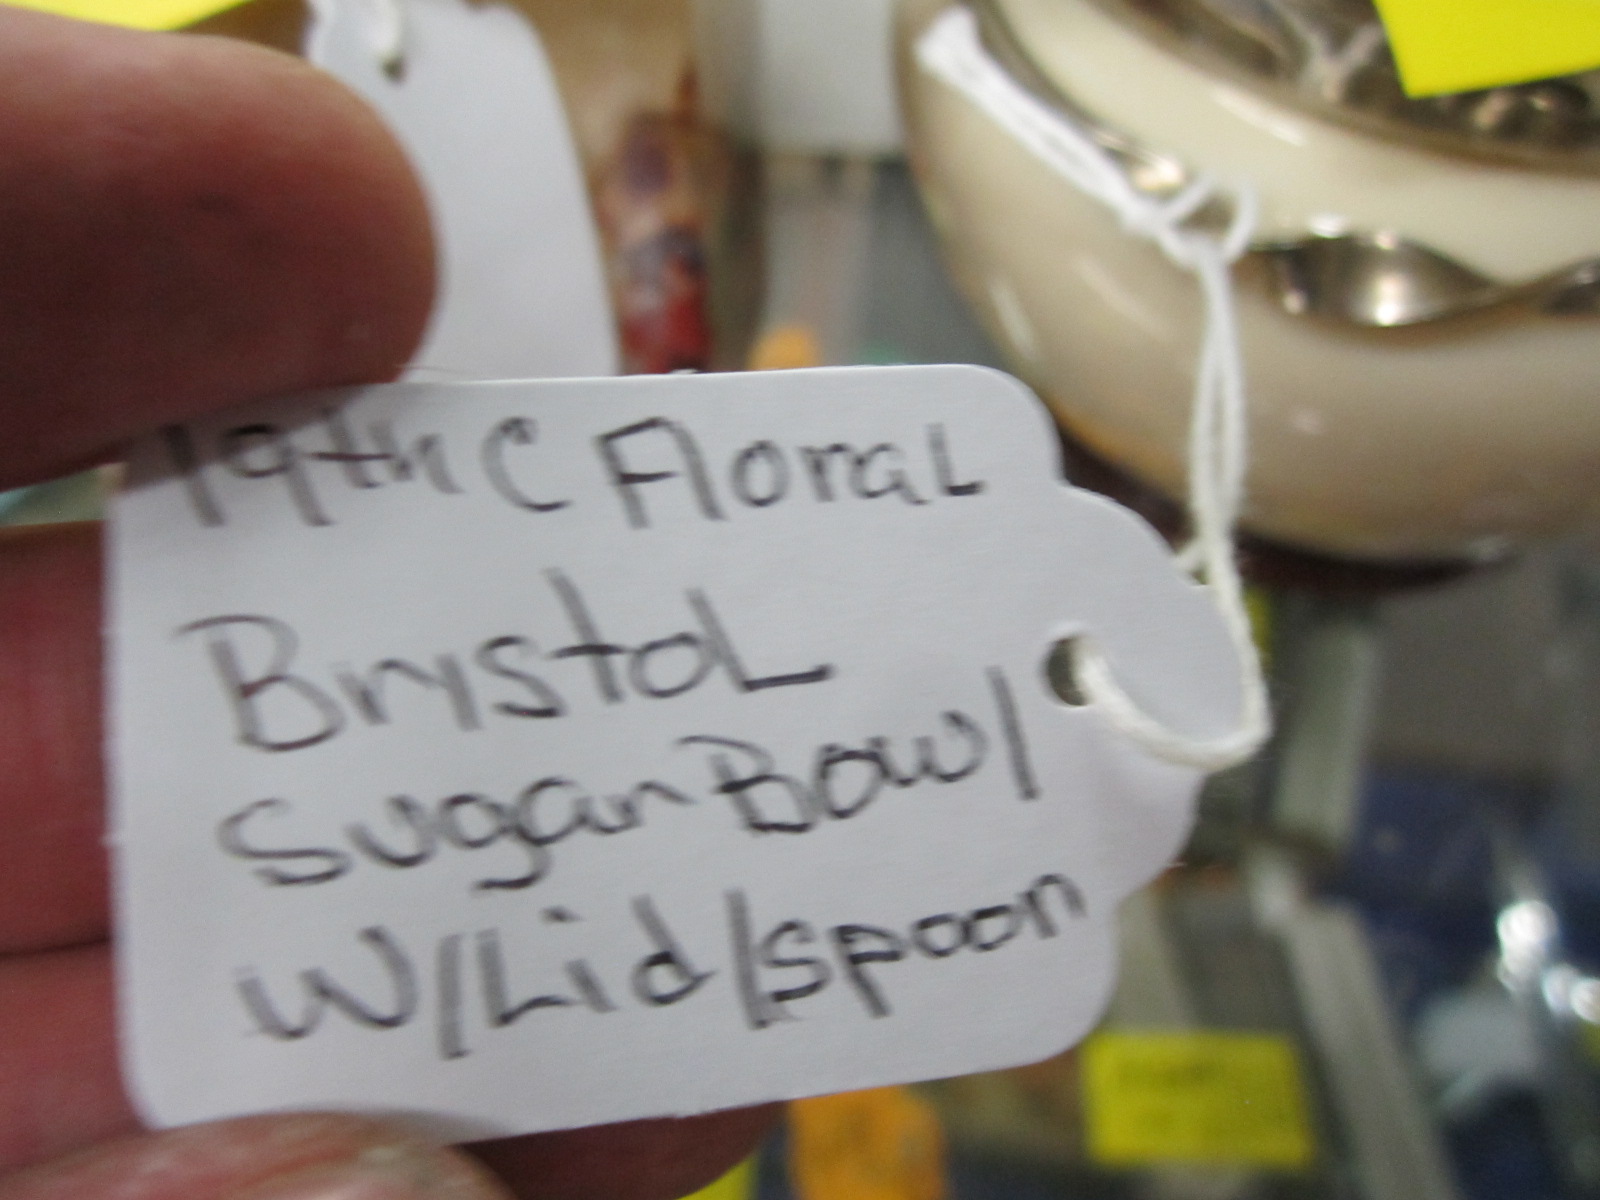 19th C Floral
Bristol
Sugar Bowl
W/Lid/spoon